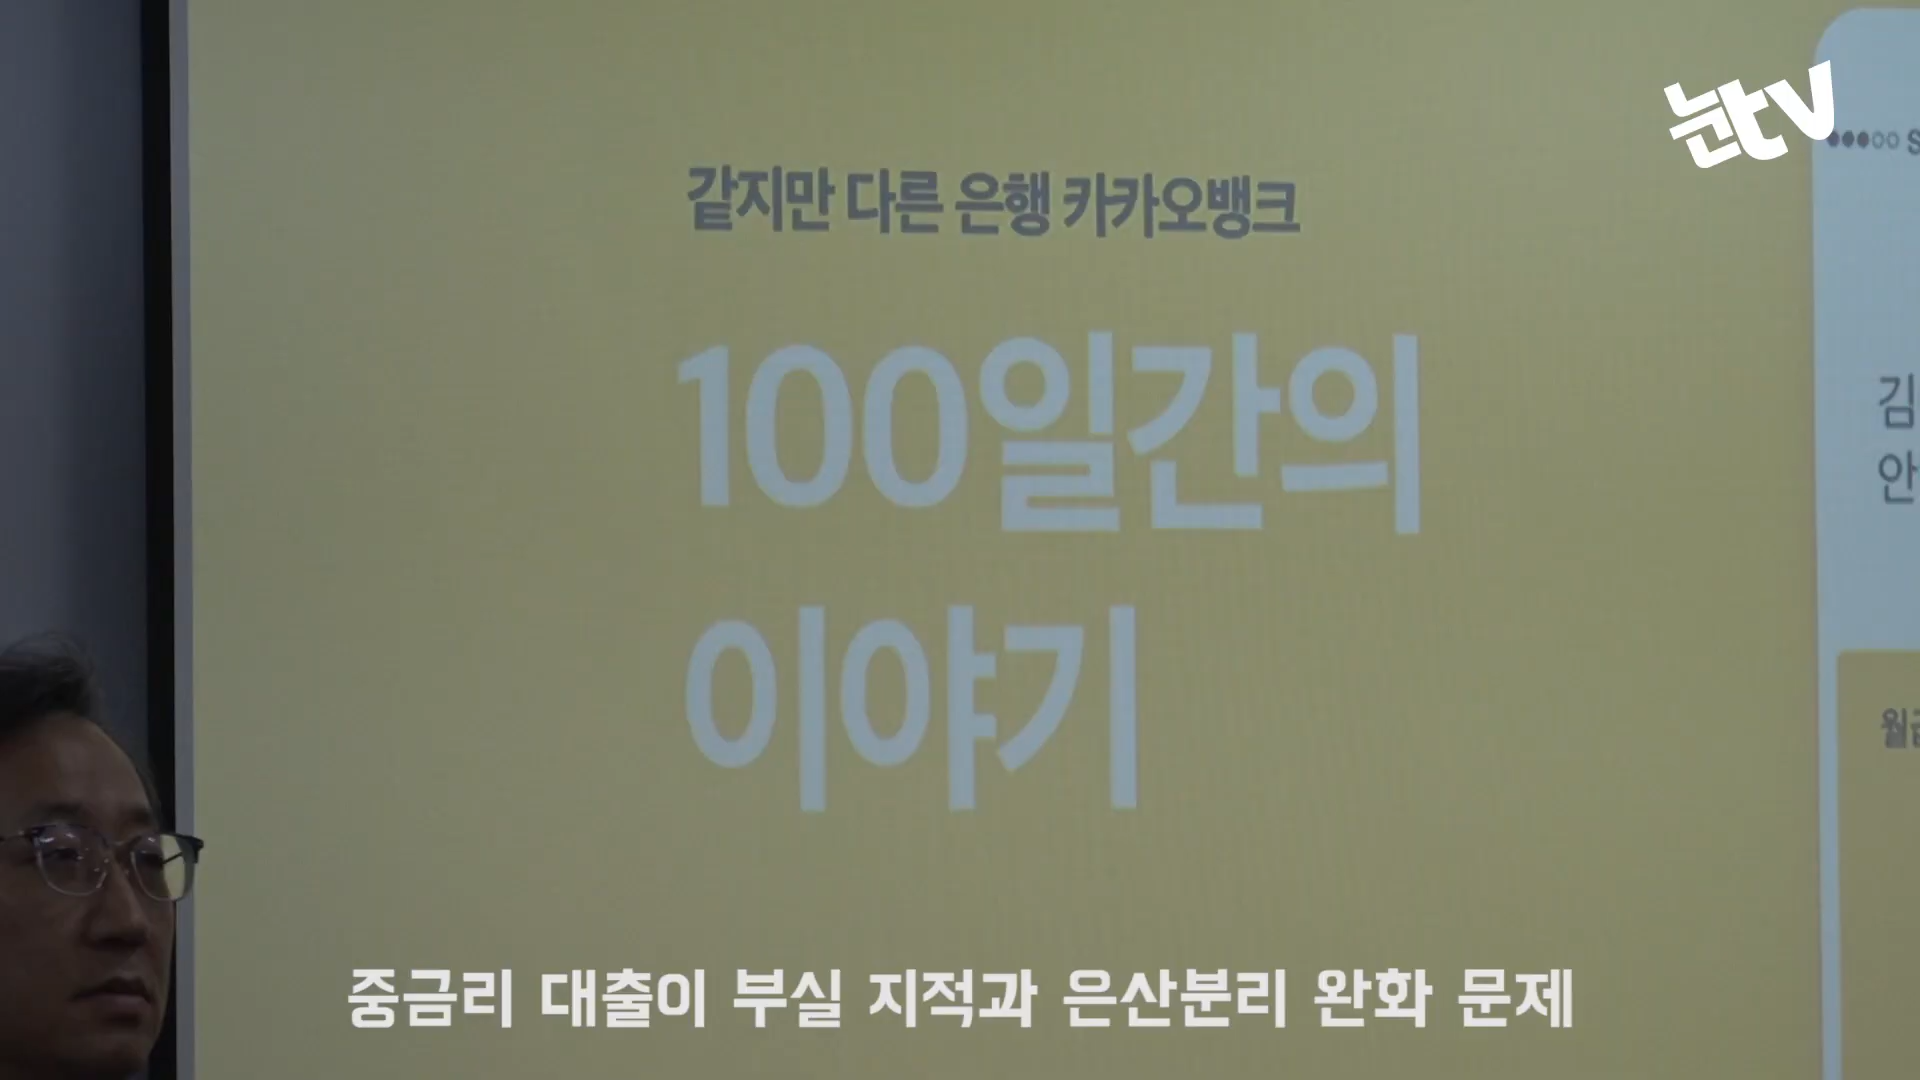 눈tv
같지만 다른 은행 카카오뱅크
100일간의
이야기
김
안
중금리 대출이 부실 지적과 은산분리 완화 문제